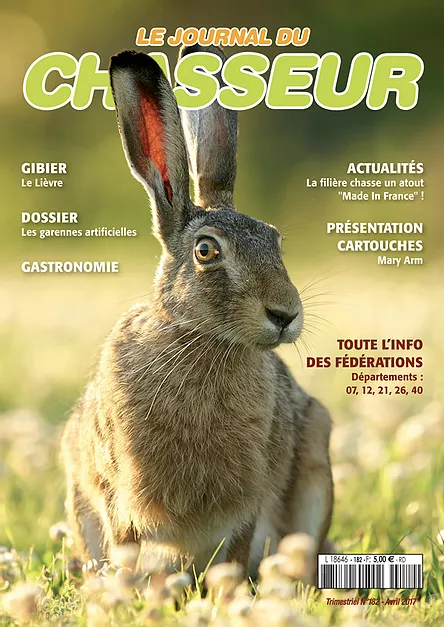 LE JOURNAL DU
CHASSEUR
GIBIER
Le Lièvre
DOSSIER
Les garennes artificielles
GASTRONOMIE
ACTUALITÉS
La filière chasse un atout
"Made In France" !
PRÉSENTATION
CARTOUCHES
Mary Arm
TOUTE L'INFO
DES FÉDÉRATIONS
Départements :
07, 12, 21, 26, 40
L 18646 - 182 - F: 5,00 € - RD
Trimestriel N°182 - Avril 2017